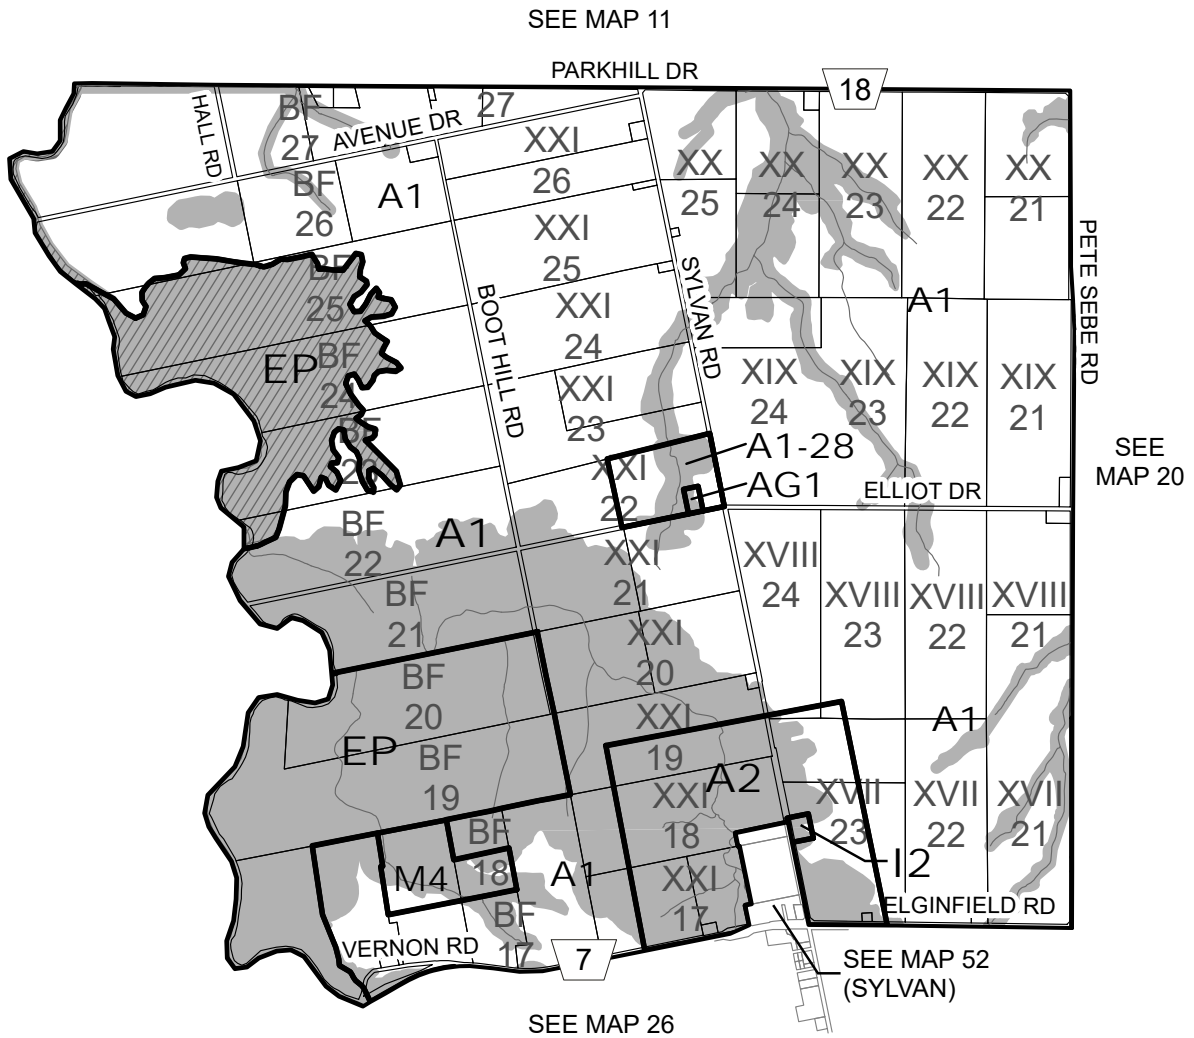 SEE MAP 11
PARKHILL DR
18
HALL RD
BF
27
AVENUE DR
27
XXI
26
BF
26
A1
XX
25
XX
24
XX
23
XX
22
XX
21
XXI
25
BF
25
PETE SEBE RD
SYLVAN RD
BOOT HILL RD
XXI
24
A1
EP
BF
24
XXI
23
XIX
24
XIX
23
XIX
22
XIX
21
BF
23
A1-28
SEE
MAP 20
XXI
22
AG1
ELLIOT DR
BF
22
A1
XXI
21
XVIII
24
XVIII
23
XVIII
22
XVIII
21
BF
21
XXI
20
BF
20
XXI
19
A1
EP
BF
19
A2
XXI
18
XVII
23
XVII
22
XVII
21
BF
18
M4
A1
I2
XXI
17
BF
17
ELGINFIELD RD
VERNON RD
7
SEE MAP 52
(SYLVAN)
SEE MAP 26